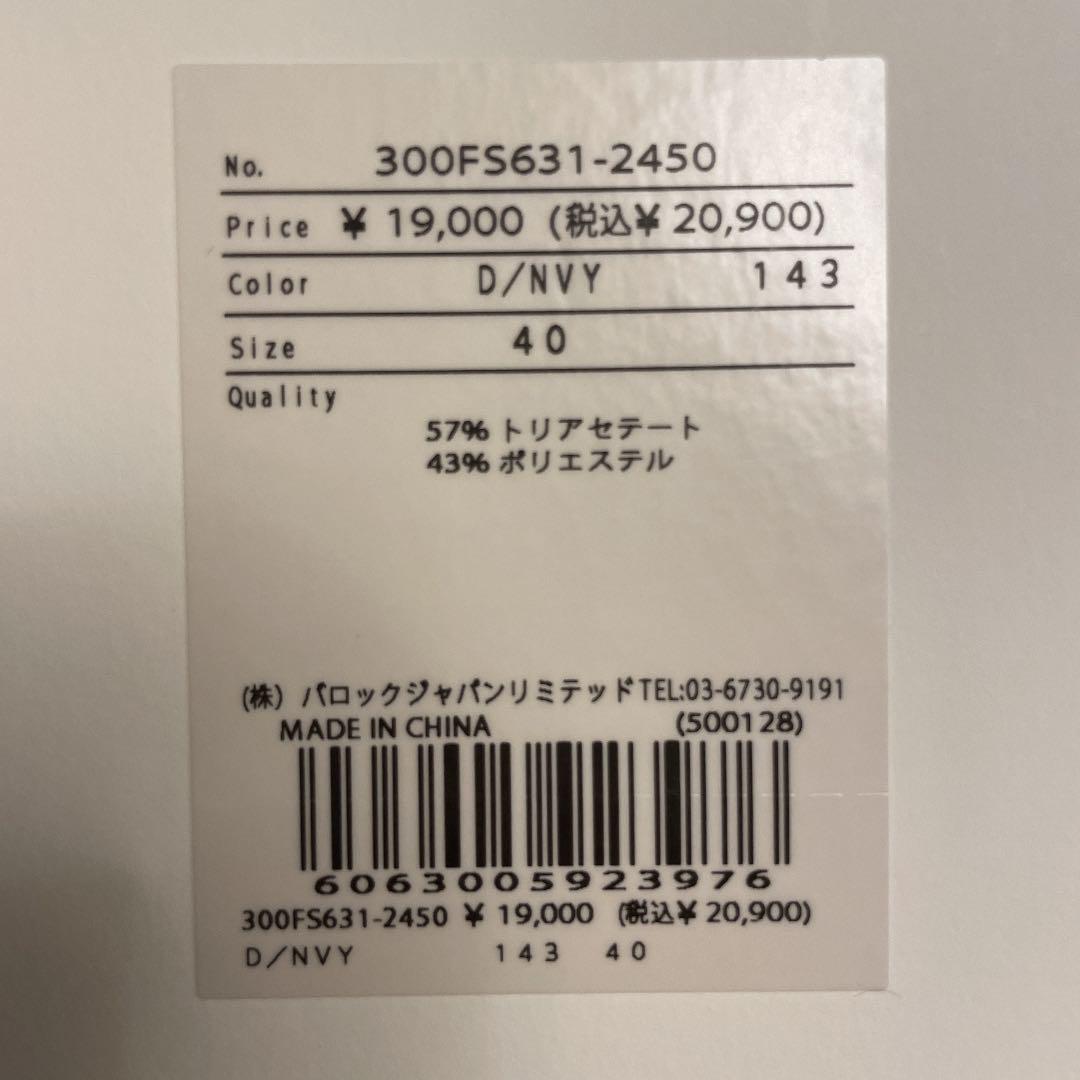 No. 300FS631-2450
Price ¥ 19,000 (税込¥ 20,900)
Color D/NVY 143
Size 40
Quality
57% トリアセテート
43% ポリエステル
(株) バロックジャパンリミテッド TEL:03-6730-9191
MADE IN CHINA (500128)
6063005923976
300FS631-2450 ¥ 19,000 (税込¥ 20,900)
D/NVY 143 40